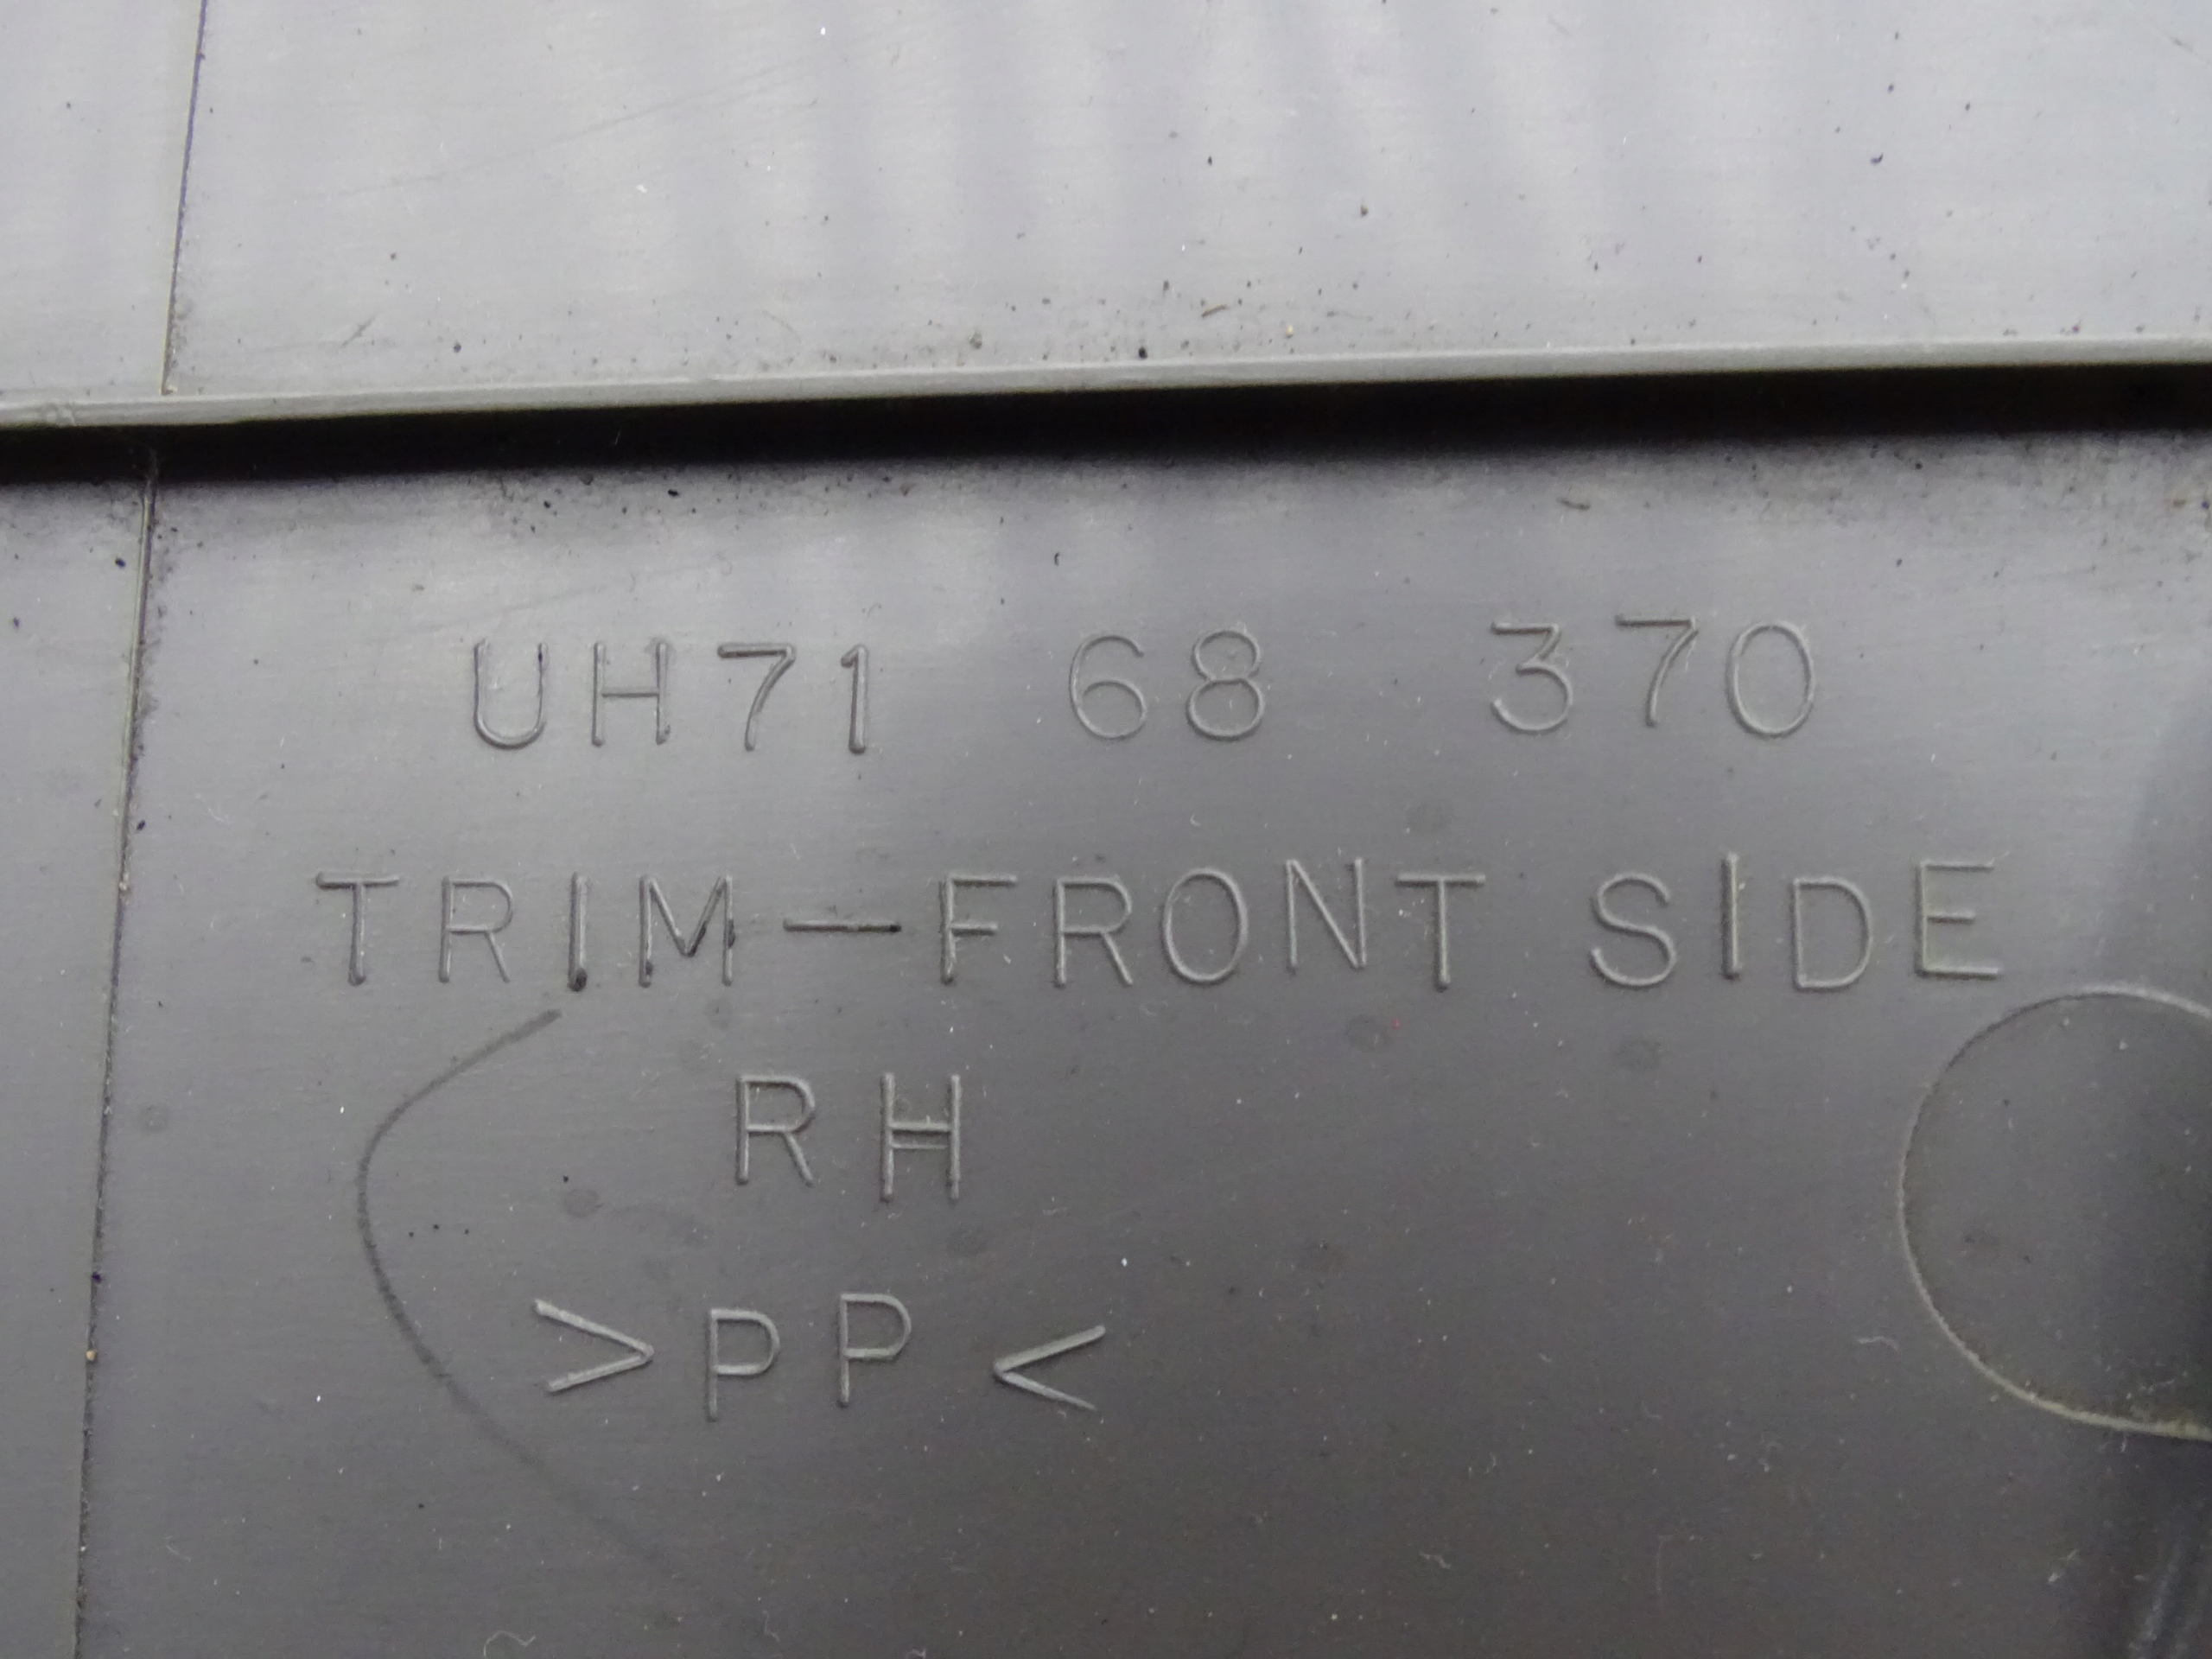 UH71 68 370
TRIM-FRONT SIDE
RH
>PP<